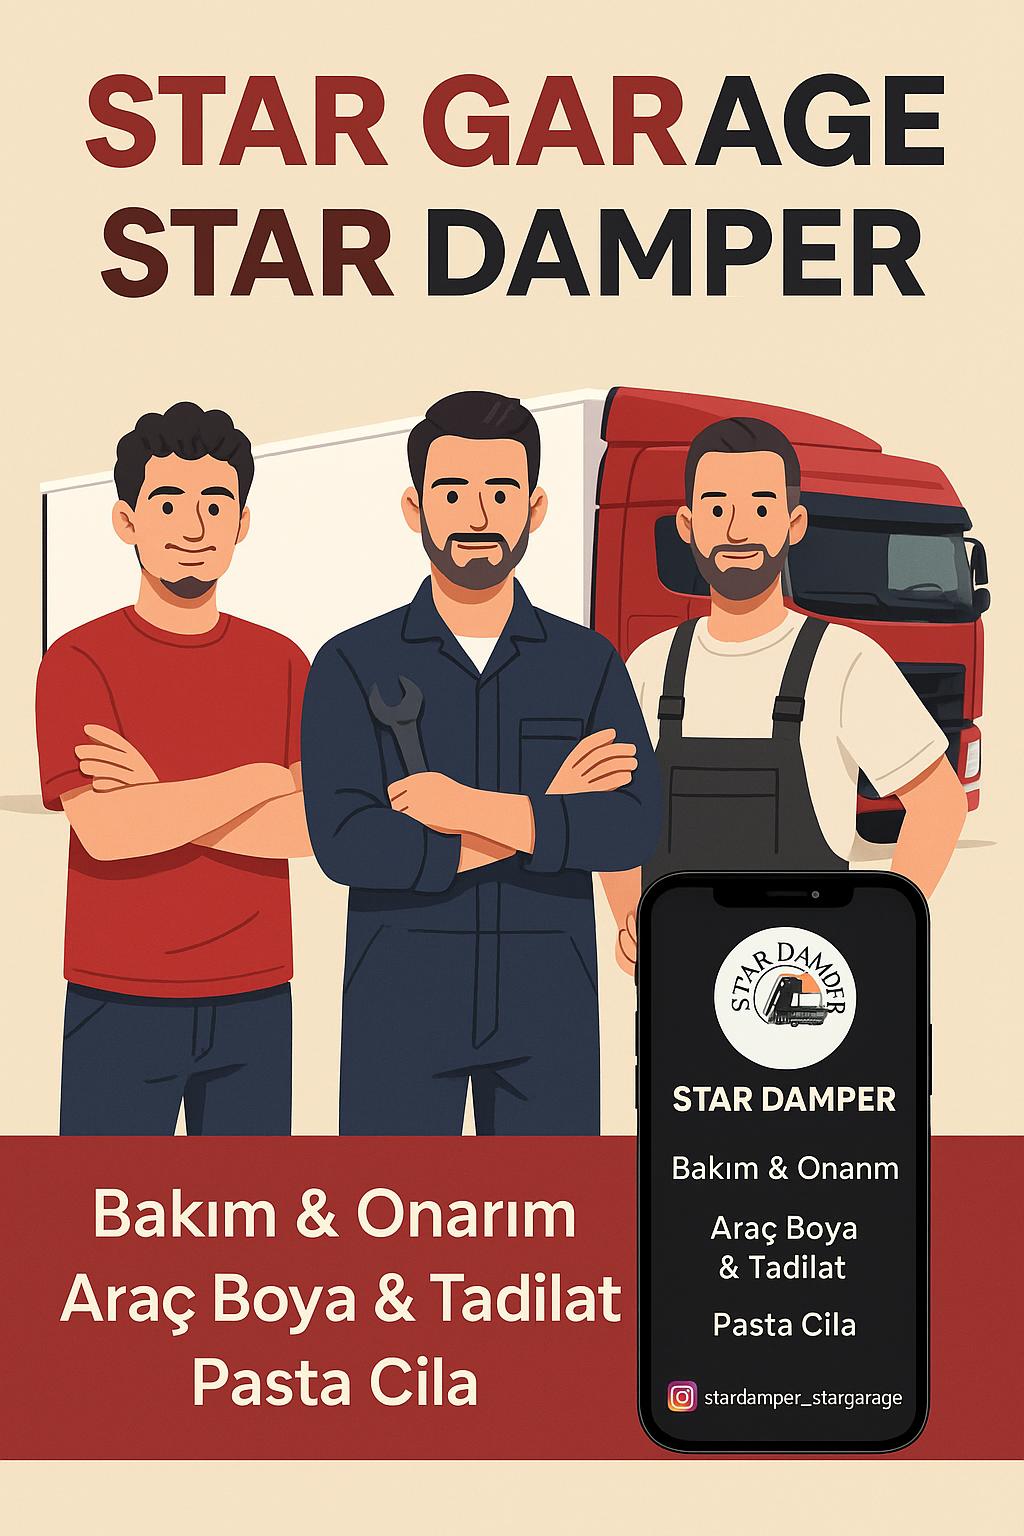 STAR GARAGE
STAR DAMPER
Bakım & Onarım
Araç Boya & Tadilat
Pasta Cila
STAR DAMDER
STAR DAMPER
Bakım & Onanm
Araç Boya
& Tadilat
Pasta Cila
stardamper_stargarage